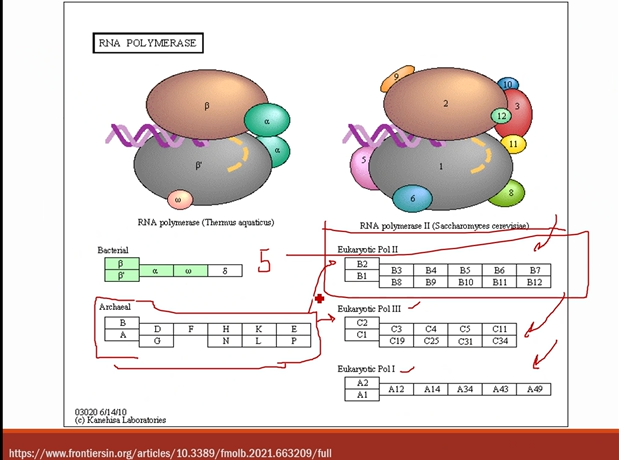 RNA POLYMERASE
β
α
α
β'
ω
9
2
10
3
12
11
5
1
6
8
RNA polymerase (Thermus aquaticus)
RNA polymerase II (Saccharomyces cerevisiae)
Bacterial
β
β' α ω δ
5
Eukaryotic Pol II
B2
B1 B3 B4 B5 B6 B7
B8 B9 B10 B11 B12
Archaeal
B
A D F H K E
G N L P
Eukaryotic Pol III
C2
C1 C3 C4 C5 C11
C19 C25 C31 C34
Eukaryotic Pol I
A2
A1 A12 A14 A34 A43 A49
03020 6/14/10
(c) Kanehisa Laboratories
https://www.frontiersin.org/articles/10.3389/fmolb.2021.663209/full